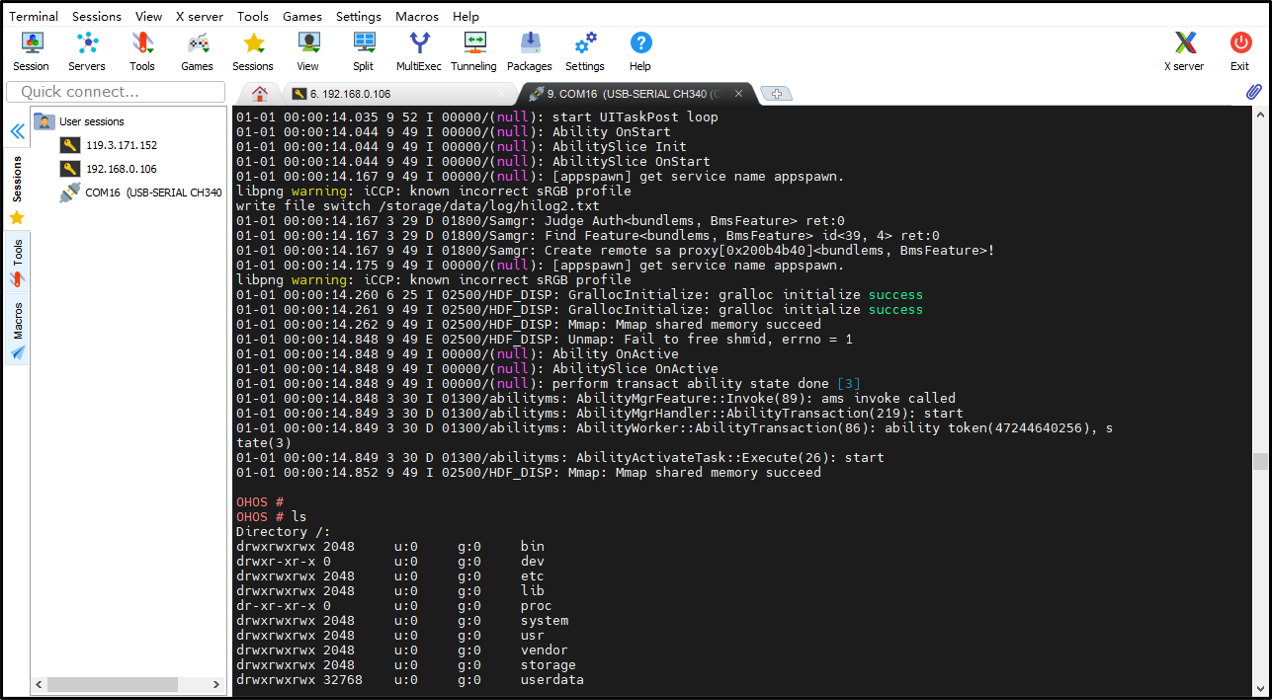 Terminal Sessions View X server Tools Games Settings Macros Help
Session Servers Tools Games Sessions View Split MultiExec Tunneling Packages Settings Help X server Exit
Quick connect...
6. 192.168.0.106
9. COM16 (USB-SERIAL CH340 (C
User sessions
119.3.171.152
192.168.0.106
COM16 (USB-SERIAL CH340
Sessions
Tools
Macros
01-01 00:00:14.035 9 52 I 00000/(null): start UITaskPost loop
01-01 00:00:14.044 9 49 I 00000/(null): Ability OnStart
01-01 00:00:14.044 9 49 I 00000/(null): AbilitySlice Init
01-01 00:00:14.044 9 49 I 00000/(null): AbilitySlice OnStart
01-01 00:00:14.167 9 49 I 00000/(null): [appspawn] get service name appspawn.
libpng warning: iCCP: known incorrect sRGB profile
write file switch /storage/data/log/hilog2.txt
01-01 00:00:14.167 3 29 D 01800/Samgr: Judge Auth<bundlems, BmsFeature> ret:0
01-01 00:00:14.167 3 29 D 01800/Samgr: Find Feature<bundlems, BmsFeature> id<39, 4> ret:0
01-01 00:00:14.167 9 49 I 01800/Samgr: Create remote sa proxy[0x200b4b40]<bundlems, BmsFeature>!
01-01 00:00:14.175 9 49 I 00000/(null): [appspawn] get service name appspawn.
libpng warning: iCCP: known incorrect sRGB profile
01-01 00:00:14.260 6 25 I 02500/HDF_DISP: GrallocInitialize: gralloc initialize success
01-01 00:00:14.261 9 49 I 02500/HDF_DISP: GrallocInitialize: gralloc initialize success
01-01 00:00:14.262 9 49 I 02500/HDF_DISP: Mmap: Mmap shared memory succeed
01-01 00:00:14.848 9 49 E 02500/HDF_DISP: Unmap: Fail to free shmid, errno = 1
01-01 00:00:14.848 9 49 I 00000/(null): Ability OnActive
01-01 00:00:14.848 9 49 I 00000/(null): AbilitySlice OnActive
01-01 00:00:14.848 9 49 I 00000/(null): perform transact ability state done [3]
01-01 00:00:14.848 3 30 I 01300/abilityms: AbilityMgrFeature::Invoke(89): ams invoke called
01-01 00:00:14.849 3 30 D 01300/abilityms: AbilityMgrHandler::AbilityTransaction(219): start
01-01 00:00:14.849 3 30 D 01300/abilityms: AbilityWorker::AbilityTransaction(86): ability token(47244640256), s
tate(3)
01-01 00:00:14.849 3 30 D 01300/abilityms: AbilityActivateTask::Execute(26): start
01-01 00:00:14.852 9 49 I 02500/HDF_DISP: Mmap: Mmap shared memory succeed
OHOS #
OHOS # ls
Directory /:
drwxrwxrwx 2048 u:0 g:0 bin
drwxr-xr-x 0 u:0 g:0 dev
drwxrwxrwx 2048 u:0 g:0 etc
drwxrwxrwx 2048 u:0 g:0 lib
dr-xr-xr-x 0 u:0 g:0 proc
drwxrwxrwx 2048 u:0 g:0 system
drwxrwxrwx 2048 u:0 g:0 usr
drwxrwxrwx 2048 u:0 g:0 vendor
drwxrwxrwx 2048 u:0 g:0 storage
drwxrwxrwx 32768 u:0 g:0 userdata